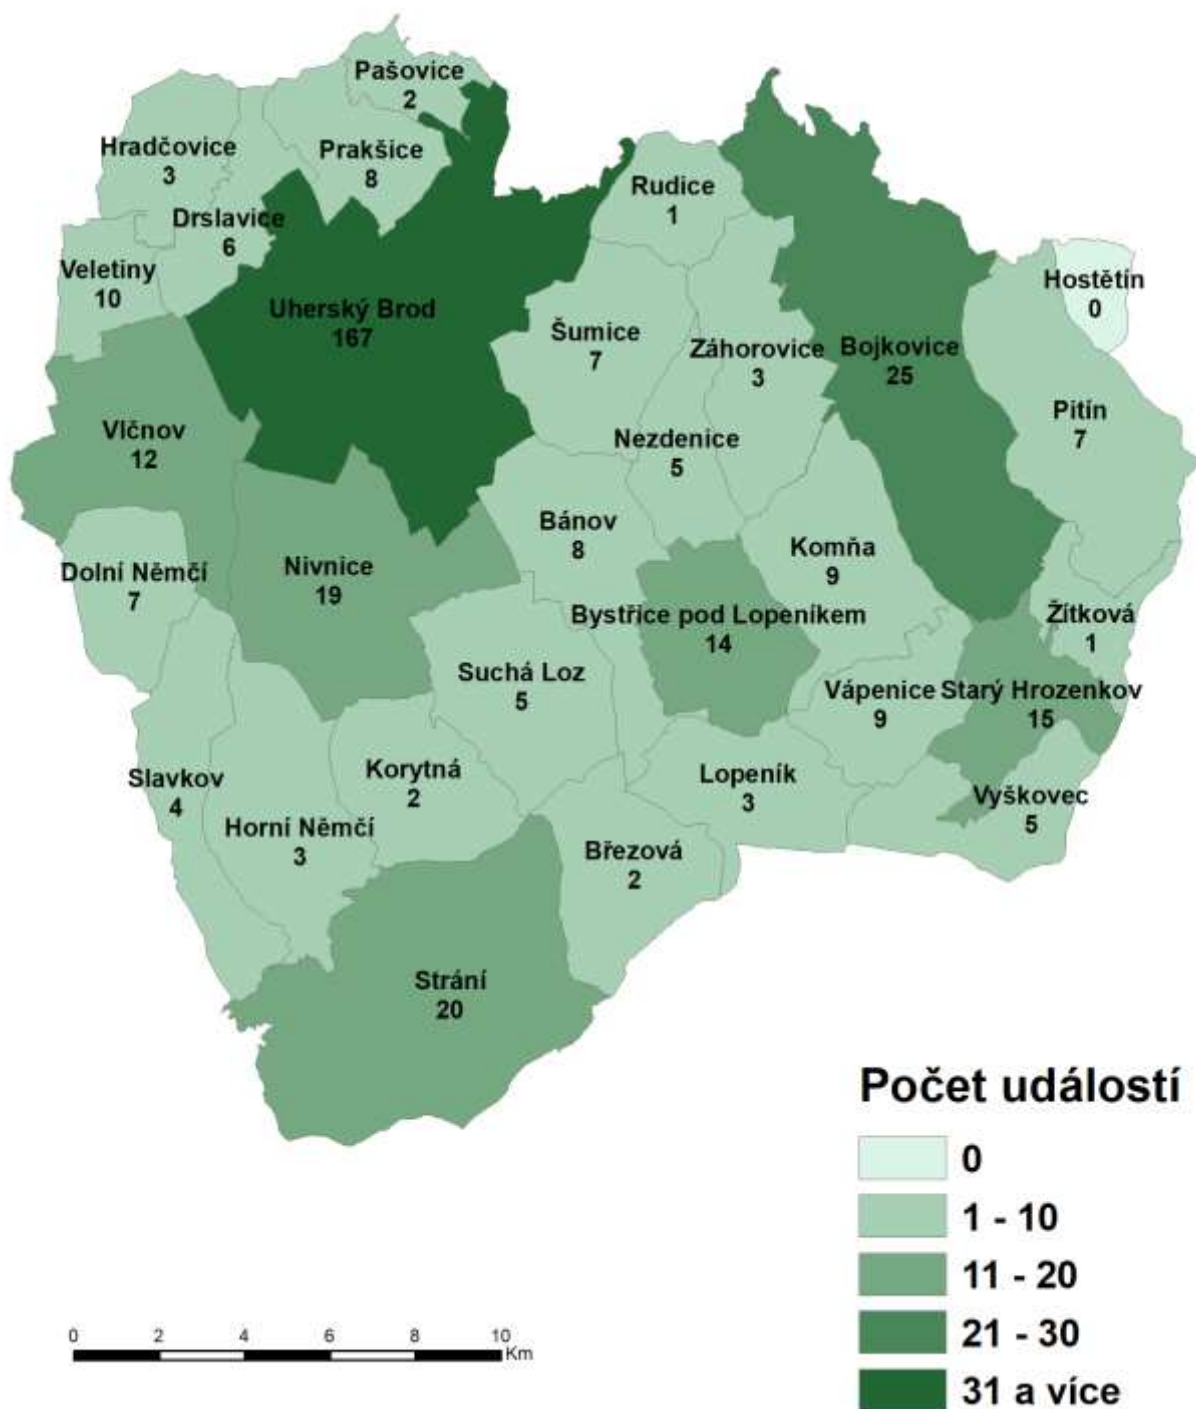 Pašovice
2
Hradčovice
3
Prakšice
8
Rudice
1
Drslavice
6
Veletiny
10
Hostětín
0
Uherský Brod
167
Šumice
7
Záhorovice
3
Bojkovice
25
Pitín
7
Vlčnov
12
Nezdenice
5
Bánov
8
Komňa
9
Dolní Němčí
7
Nivnice
19
Bystřice pod Lopeníkem
14
Žítková
1
Suchá Loz
5
Vápenice
9
Starý Hrozenkov
15
Slavkov
4
Korytná
2
Lopeník
3
Vyškovec
5
Horní Němčí
3
Březová
2
Strání
20
Počet událostí
0
1 - 10
11 - 20
21 - 30
31 a více
0 2 4 6 8 10
Km